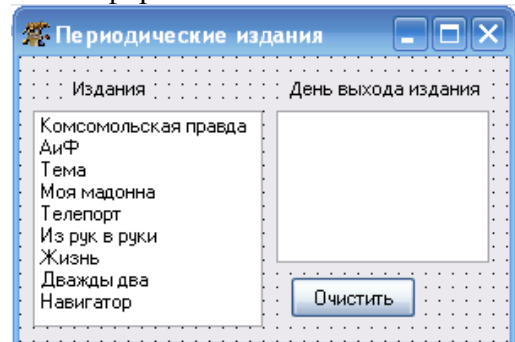 Периодические издания
Издания
День выхода издания
Комсомольская правда
АиФ
Тема
Моя мадонна
Телепорт
Из рук в руки
Жизнь
Дважды два
Навигатор
Очистить